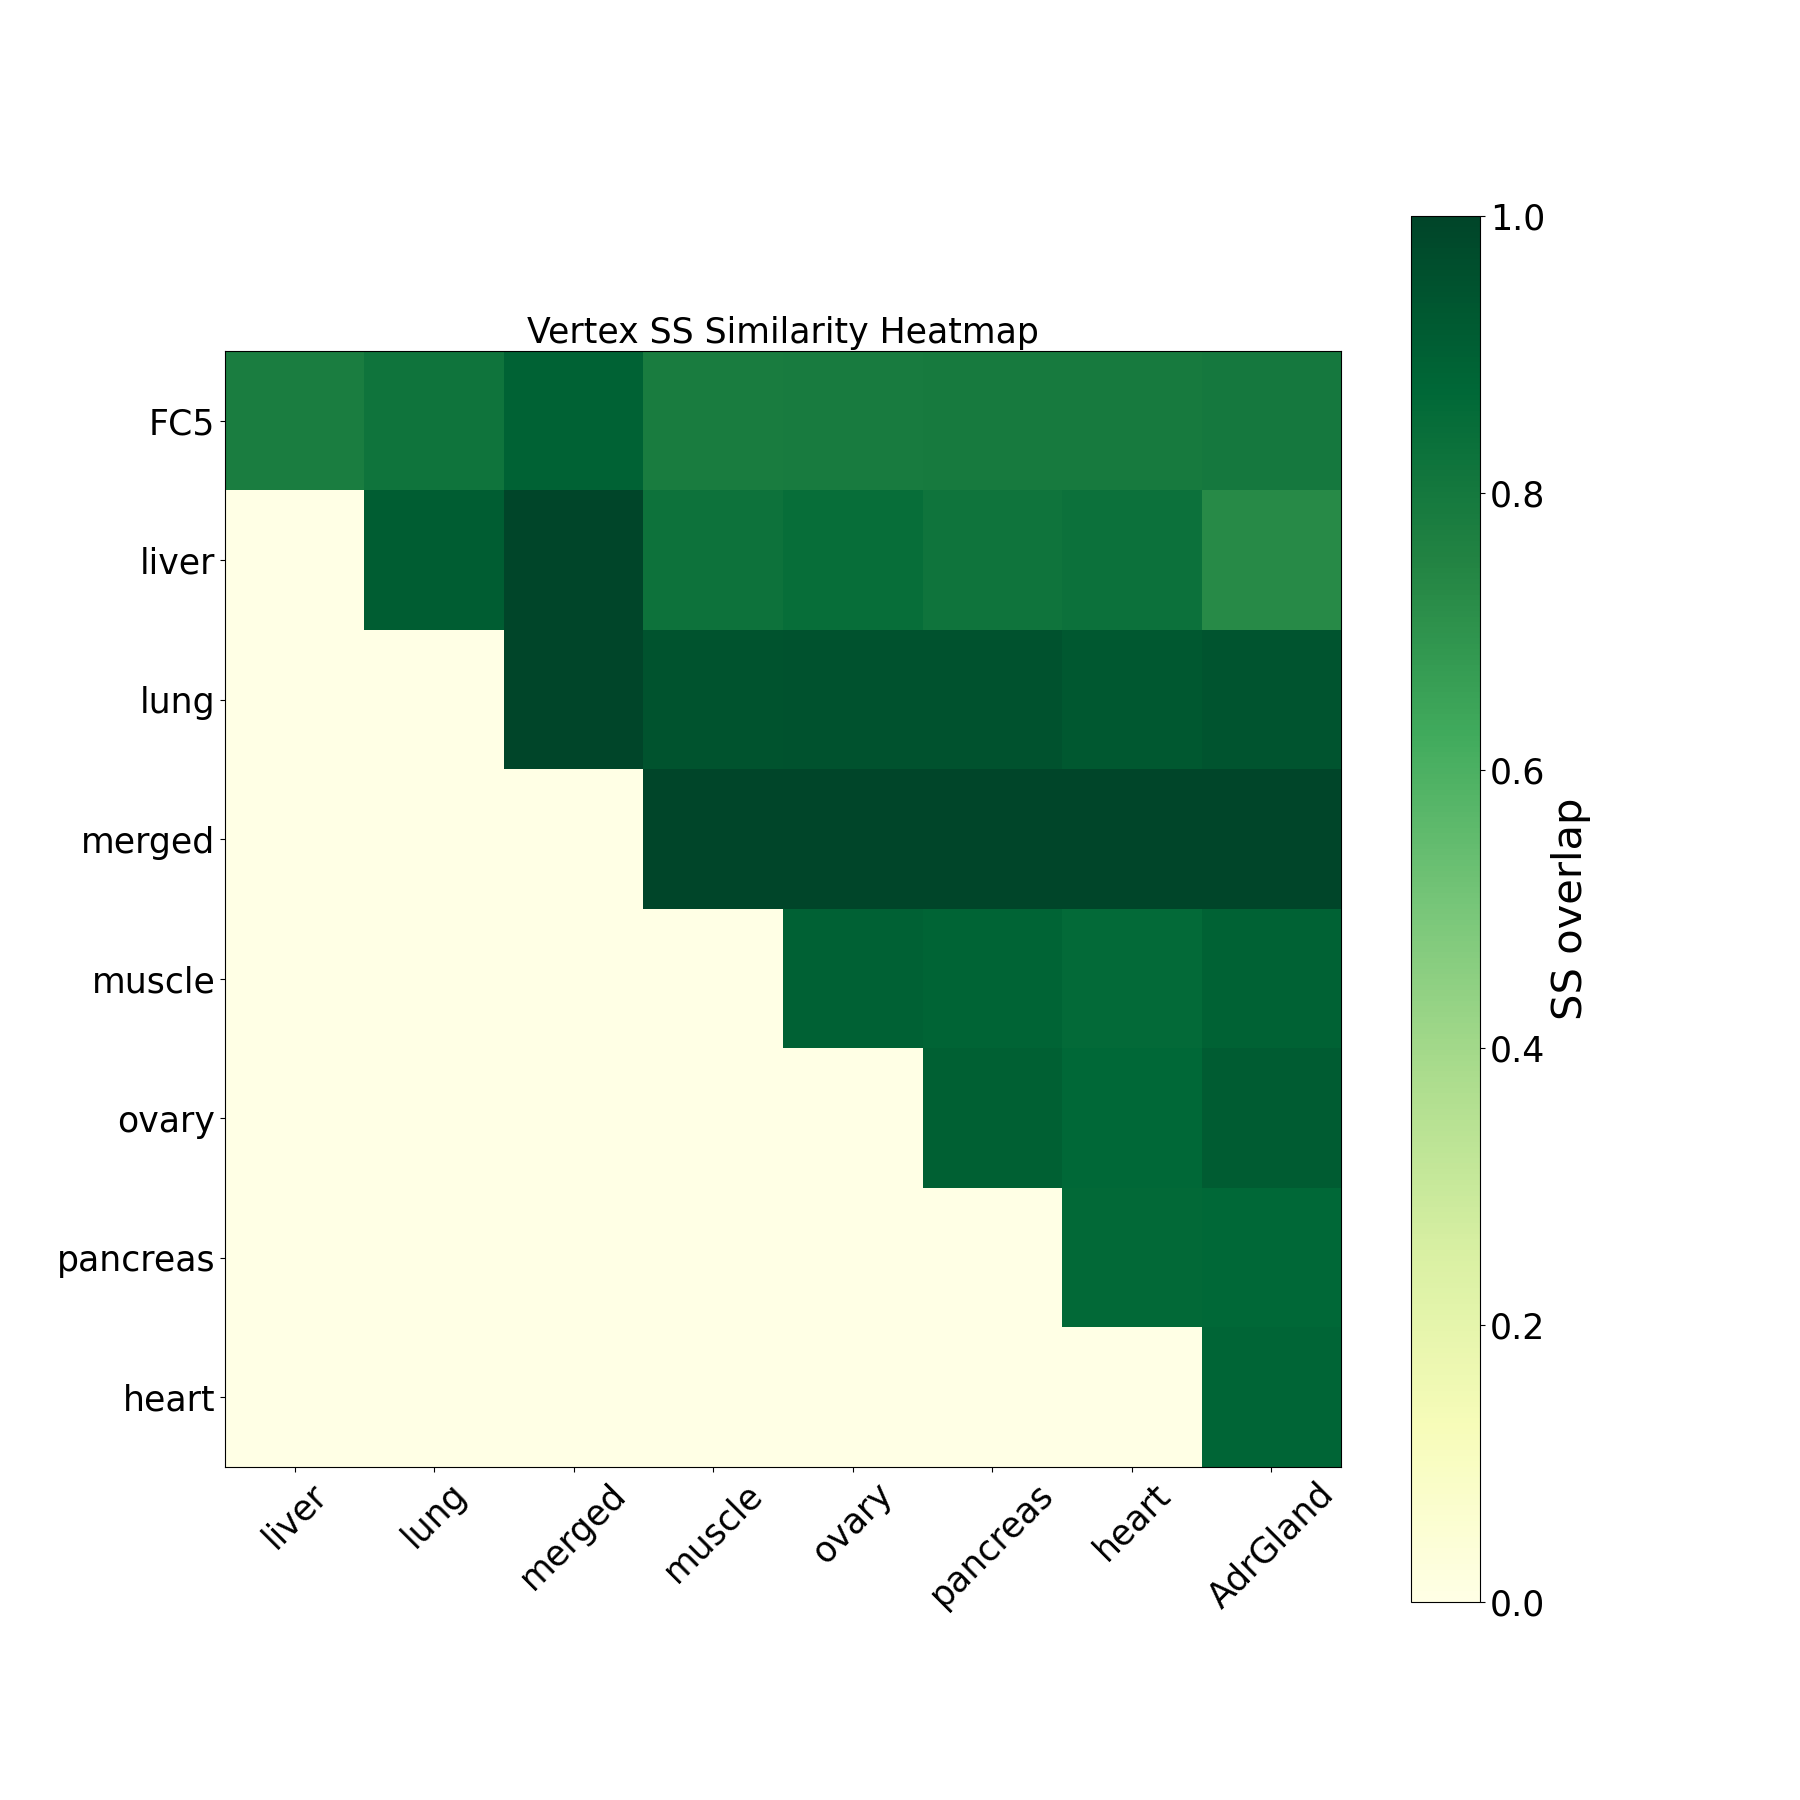 Vertex SS Similarity Heatmap
FC5
liver
lung
merged
muscle
ovary
pancreas
heart
liver
lung
merged
muscle
ovary
pancreas
heart
AdrGland
1.0
0.8
0.6
0.4
0.2
0.0
SS overlap